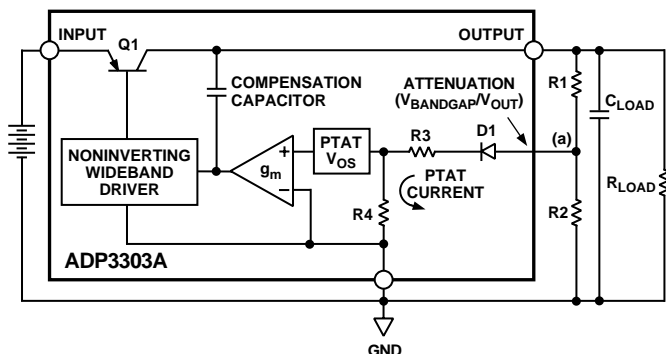 INPUT
Q1
OUTPUT
COMPENSATION
CAPACITOR
ATTENUATION
(VBANDGAP/VOUT)
R1
CLOAD
NONINVERTING
WIDEBAND
DRIVER
gm
+
−
PTAT
VOS
R3
D1
(a)
PTAT
CURRENT
R4
R2
RLOAD
ADP3303A
GND